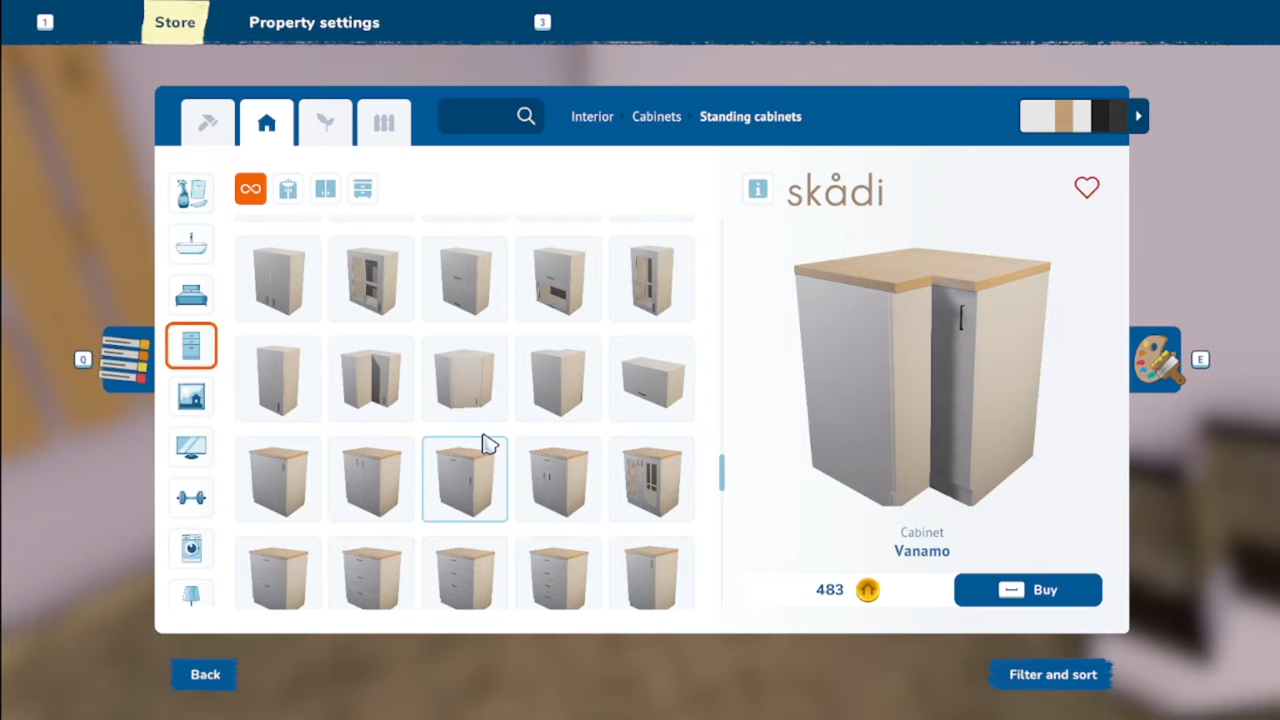 1
Store
Property settings
3
Interior
Cabinets
Standing cabinets
skådi
Q
E
Cabinet
Vanamo
483
Buy
Back
Filter and sort